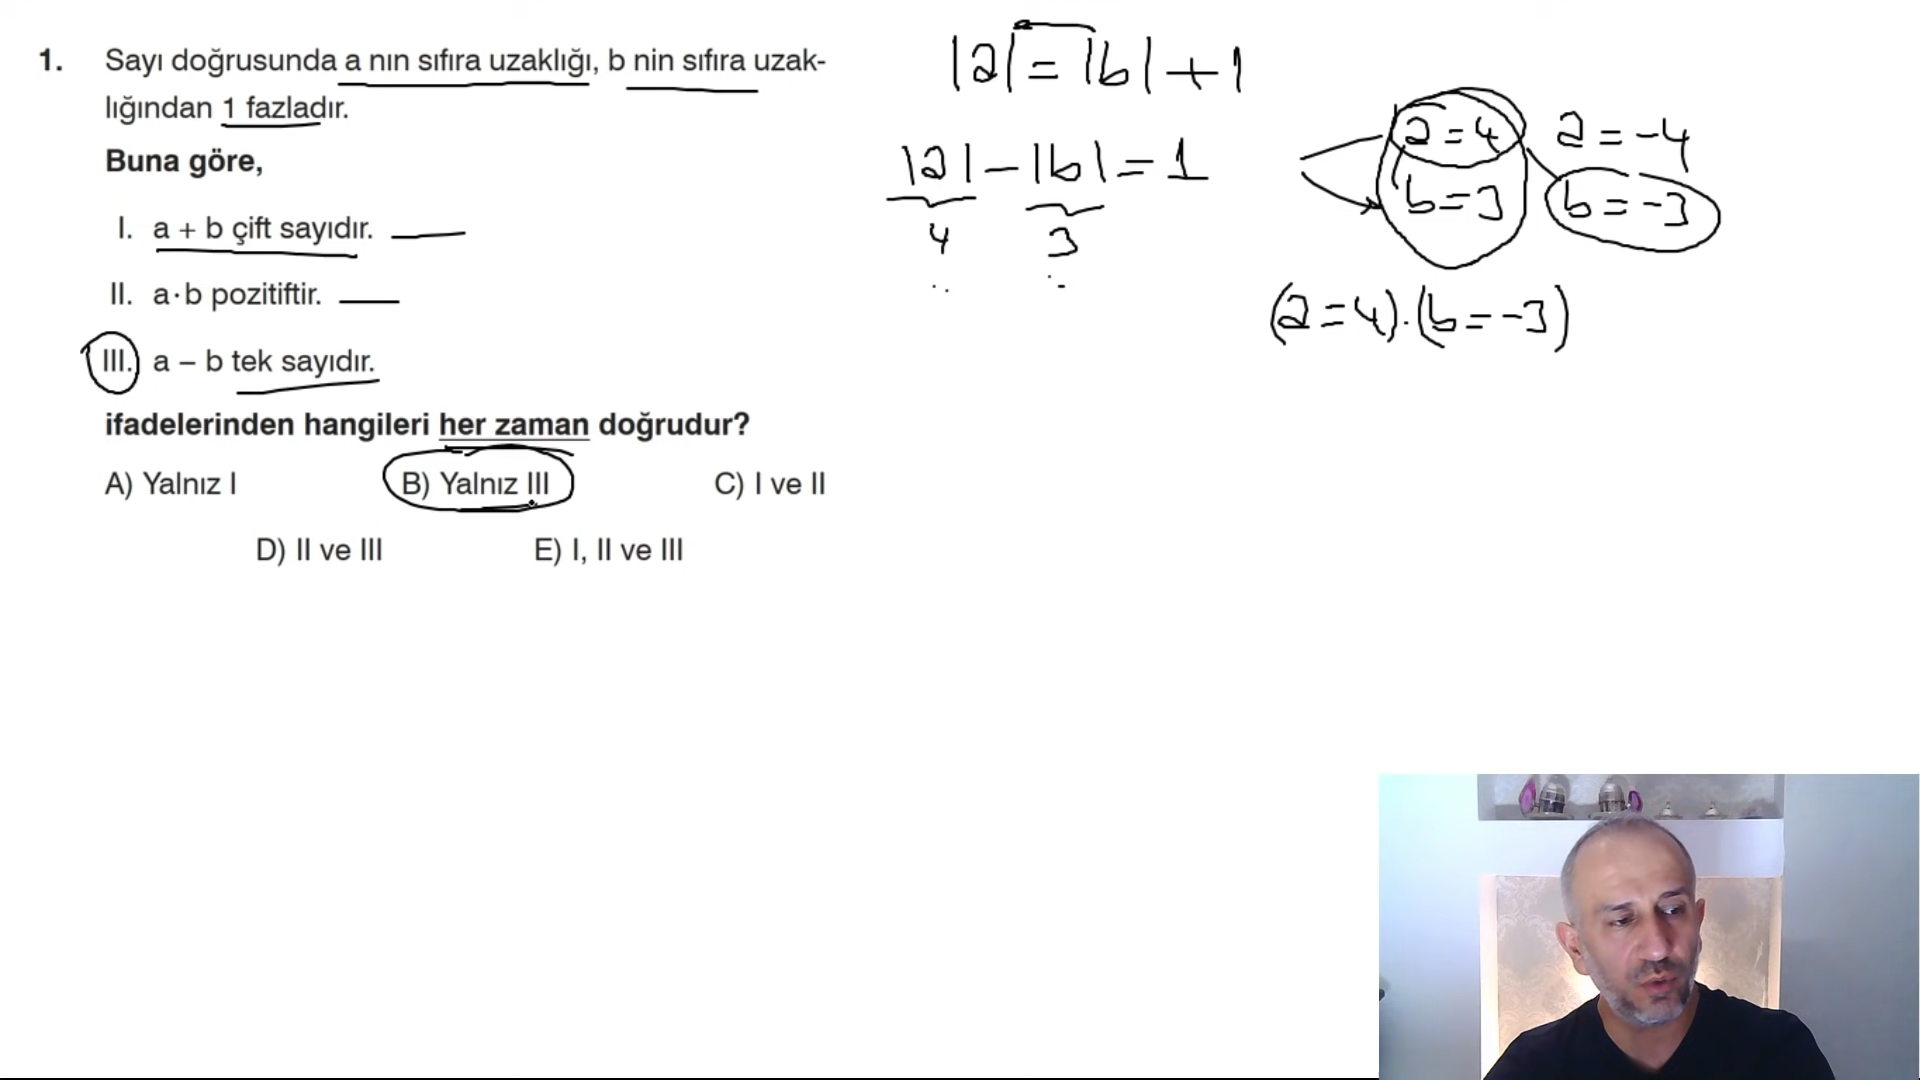 1. Sayı doğrusunda a nın sıfıra uzaklığı, b nin sıfıra uzak-
lığından 1 fazladır.
Buna göre,
I. a + b çift sayıdır.
II. a·b pozitiftir.
III. a − b tek sayıdır.
ifadelerinden hangileri her zaman doğrudur?
A) Yalnız I B) Yalnız III C) I ve II
D) II ve III E) I, II ve III
|a| = |b| + 1
|a| − |b| = 1
4 3
a = 4 a = -4
b = 3 b = -3
(a = 4) . (b = -3)